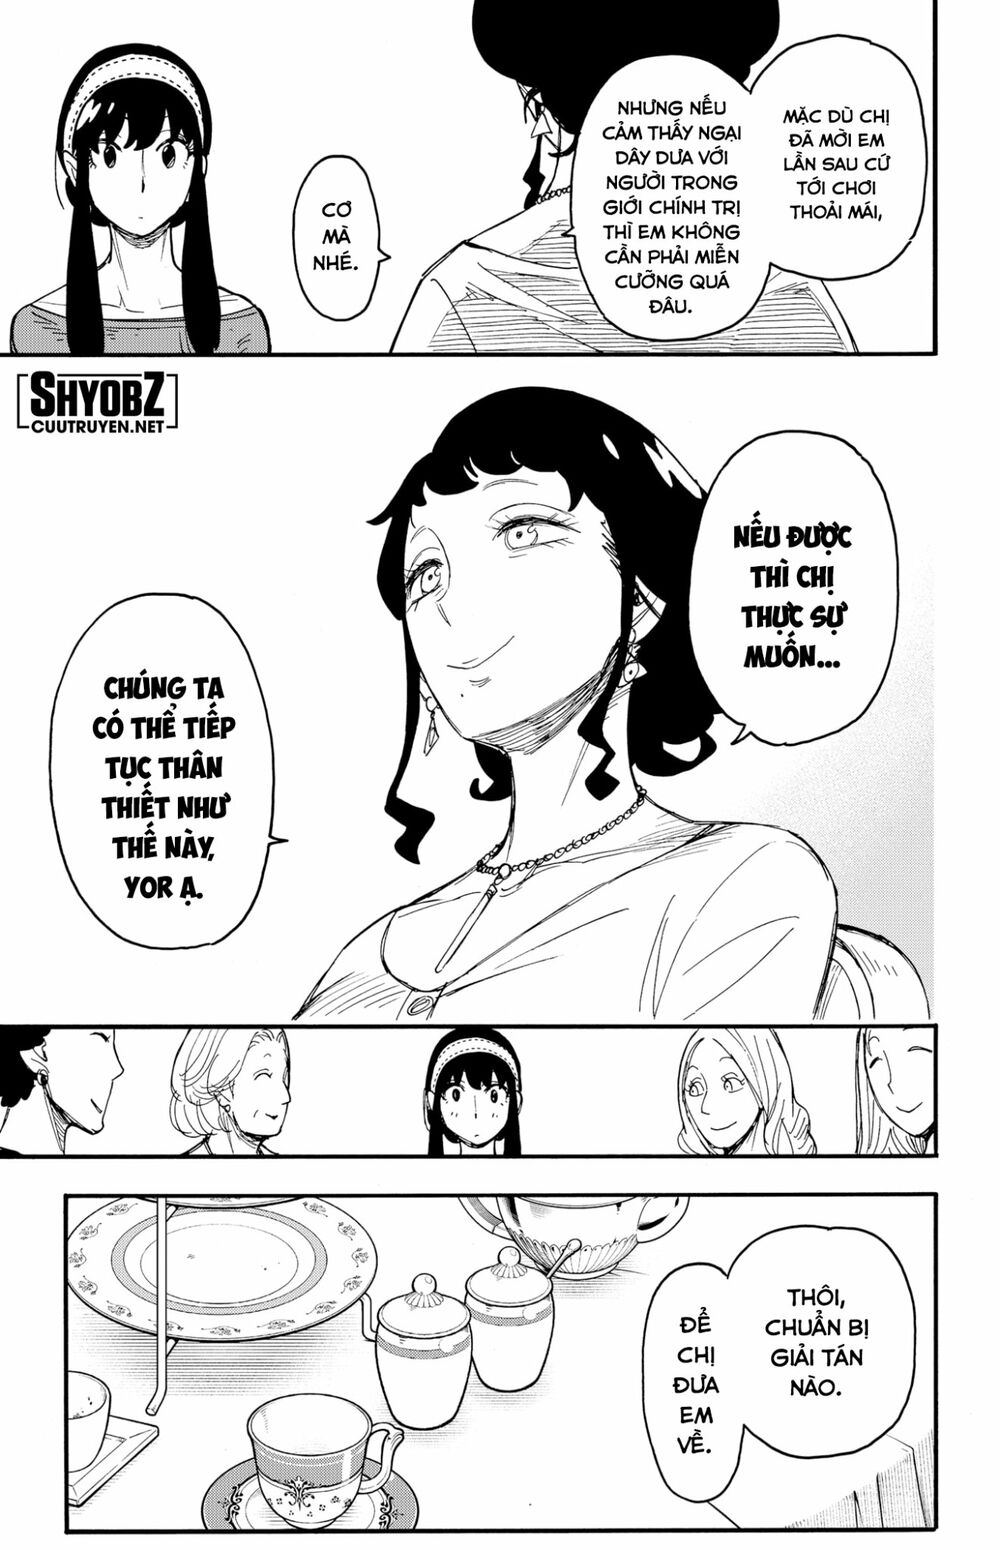 MẶC DÙ CHỊ
ĐÃ MỜI EM
LẦN SAU CỨ
TỚI CHƠI
THOẢI MÁI,
NHƯNG NẾU
CẢM THẤY NGẠI
DÂY DƯA VỚI
NGƯỜI TRONG
GIỚI CHÍNH TRỊ
THÌ EM KHÔNG
CẦN PHẢI MIỄN
CƯỠNG QUÁ
ĐÂU.
CƠ
MÀ
NHÉ.
SHYOBZ
CUUTRUYEN.NET
NẾU ĐƯỢC
THÌ CHỊ
THỰC SỰ
MUỐN...
CHÚNG TA
CÓ THỂ TIẾP
TỤC THÂN
THIẾT NHƯ
THẾ NÀY,
YOR Ạ.
THÔI,
CHUẨN BỊ
GIẢI TÁN
NÀO.
ĐỂ
CHỊ
ĐƯA
EM
VỀ.